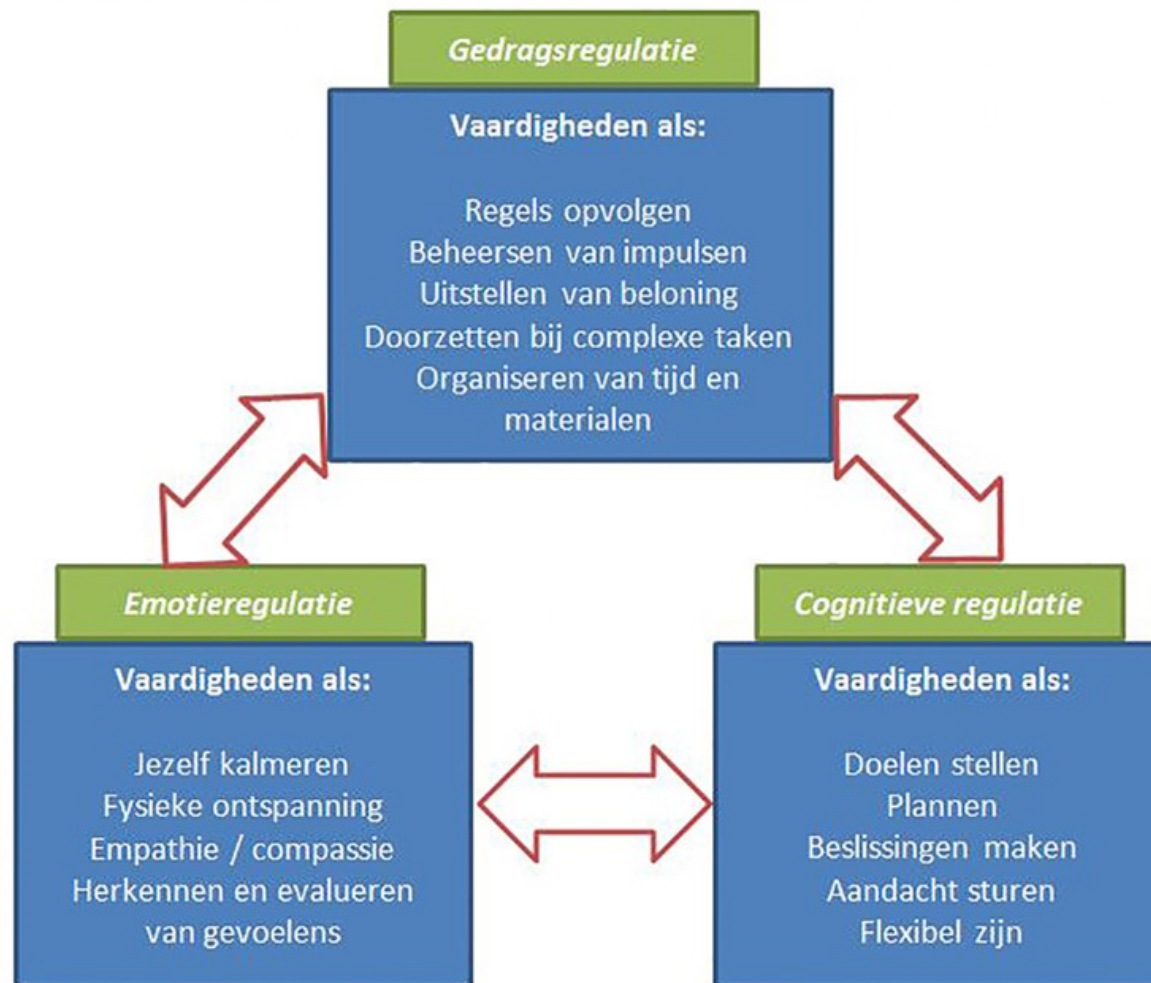 Gedragsregulatie
Vaardigheden als:
Regels opvolgen
Beheersen van impulsen
Uitstellen van beloning
Doorzetten bij complexe taken
Organiseren van tijd en
materialen
Emotieregulatie
Vaardigheden als:
Jezelf kalmeren
Fysieke ontspanning
Empathie / compassie
Herkennen en evalueren
van gevoelens
Cognitieve regulatie
Vaardigheden als:
Doelen stellen
Plannen
Beslissingen maken
Aandacht sturen
Flexibel zijn